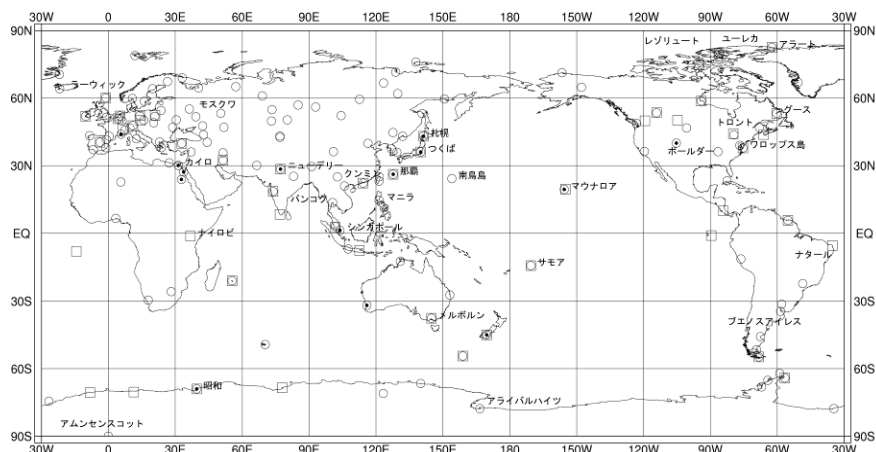 30W 0 30E 60E 90E 120E 150E 180 150W 120W 90W 60W 30W
90N 90N
レゾリュート ユーレカ アラート
ラーウィック
60N 60N
モスクワ グース
トロント
札幌
つくば ボールダー ワロップス島
30N カイロ ニューデリー 那覇 30N
クンミン 南鳥島
バンコク マニラ マウナロア
シンガポール
EQ ナイロビ EQ
ナタール
サモア
30S 30S
メルボルン ブエノスアイレス
60S 60S
昭和
アムンセンスコット アライバルハイツ
90S 90S
30W 0 30E 60E 90E 120E 150E 180 150W 120W 90W 60W 30W